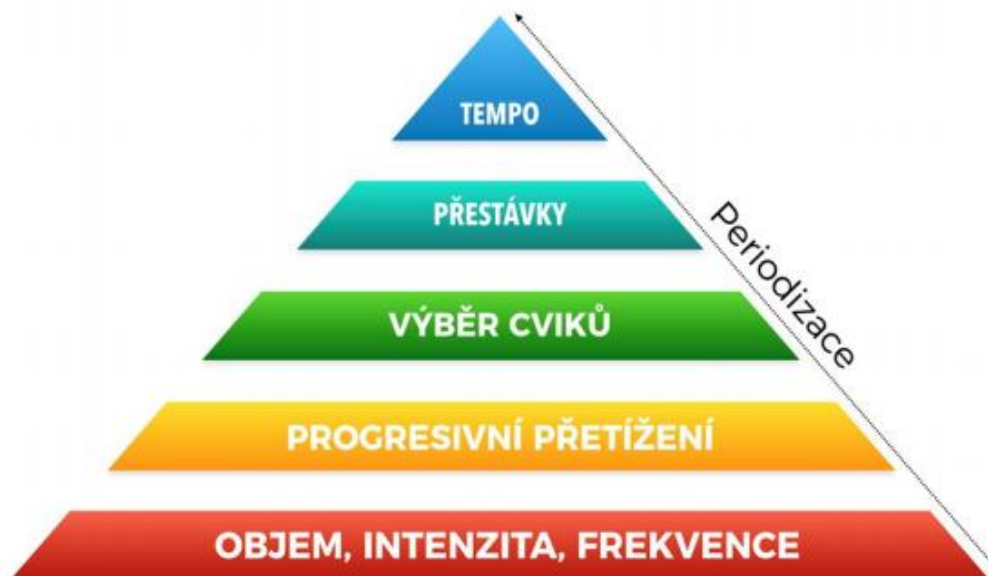 TEMPO
PŘESTÁVKY
VÝBĚR CVIKŮ
PROGRESIVNÍ PŘETÍŽENÍ
OBJEM, INTENZITA, FREKVENCE
Periodizace